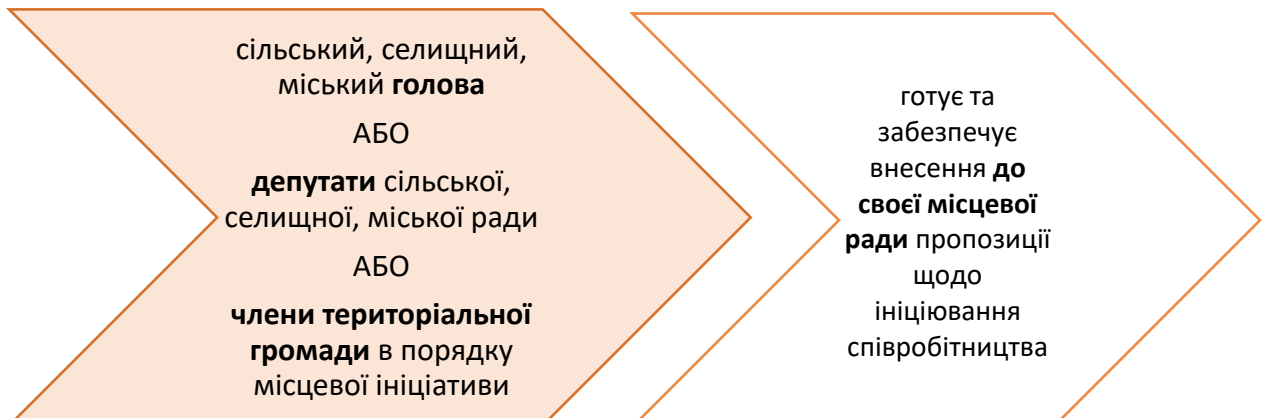 сільський, селищний,
міський голова
АБО
депутати сільської,
селищної, міської ради
АБО
члени територіальної
громади в порядку
місцевої ініціативи
готує та
забезпечує
внесення до
своєї місцевої
ради пропозиції
щодо
ініціювання
співробітництва